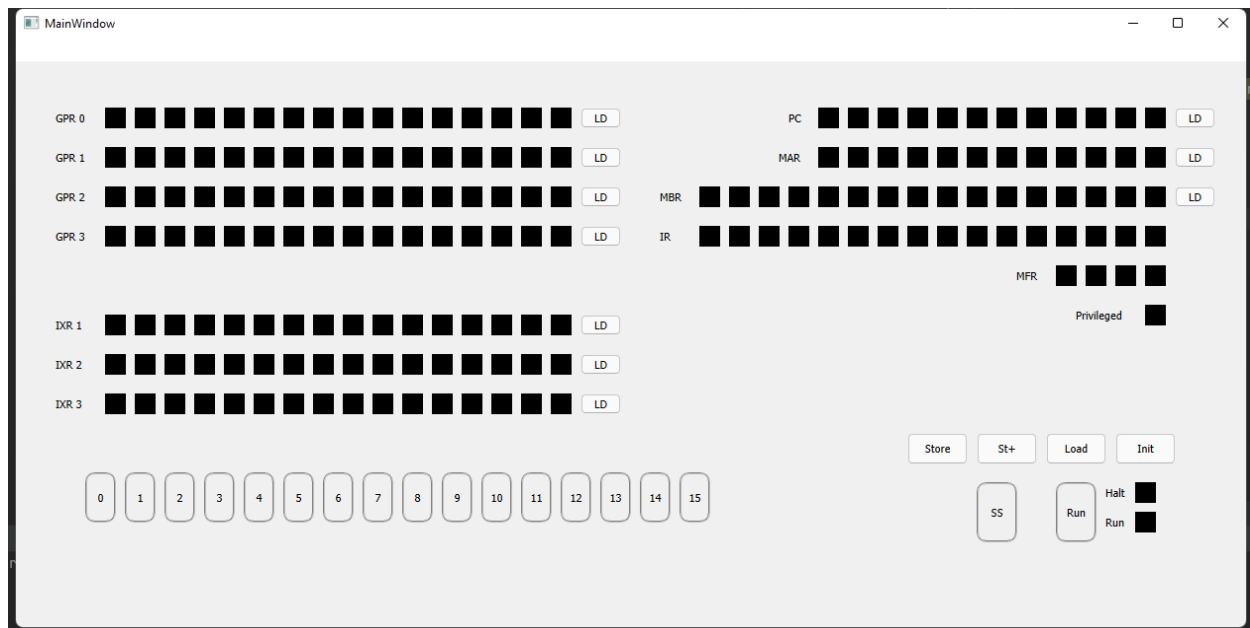 MainWindow
GPR 0 LD PC LD
GPR 1 LD MAR LD
GPR 2 LD MBR LD
GPR 3 LD IR
MFR
IXR 1 LD Privileged
IXR 2 LD
IXR 3 LD
Store St+ Load Init
0 1 2 3 4 5 6 7 8 9 10 11 12 13 14 15 SS Run Halt
Run